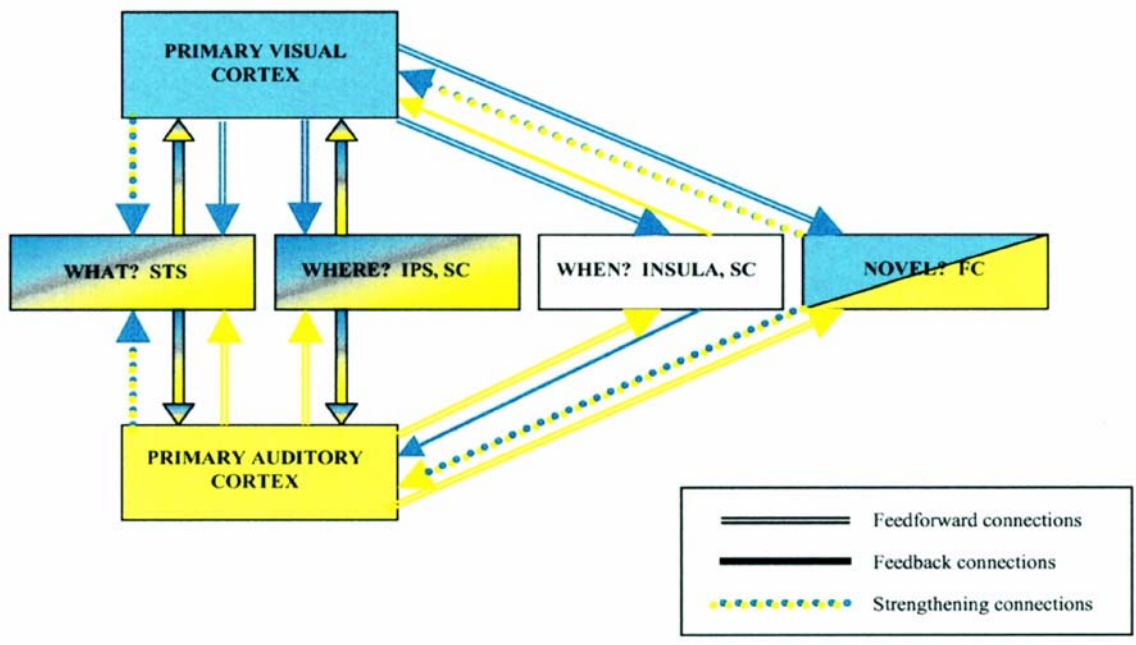 PRIMARY VISUAL
CORTEX
WHAT? STS
WHERE? IPS, SC
WHEN? INSULA, SC
NOVEL? FC
PRIMARY AUDITORY
CORTEX
Feedforward connections
Feedback connections
Strengthening connections